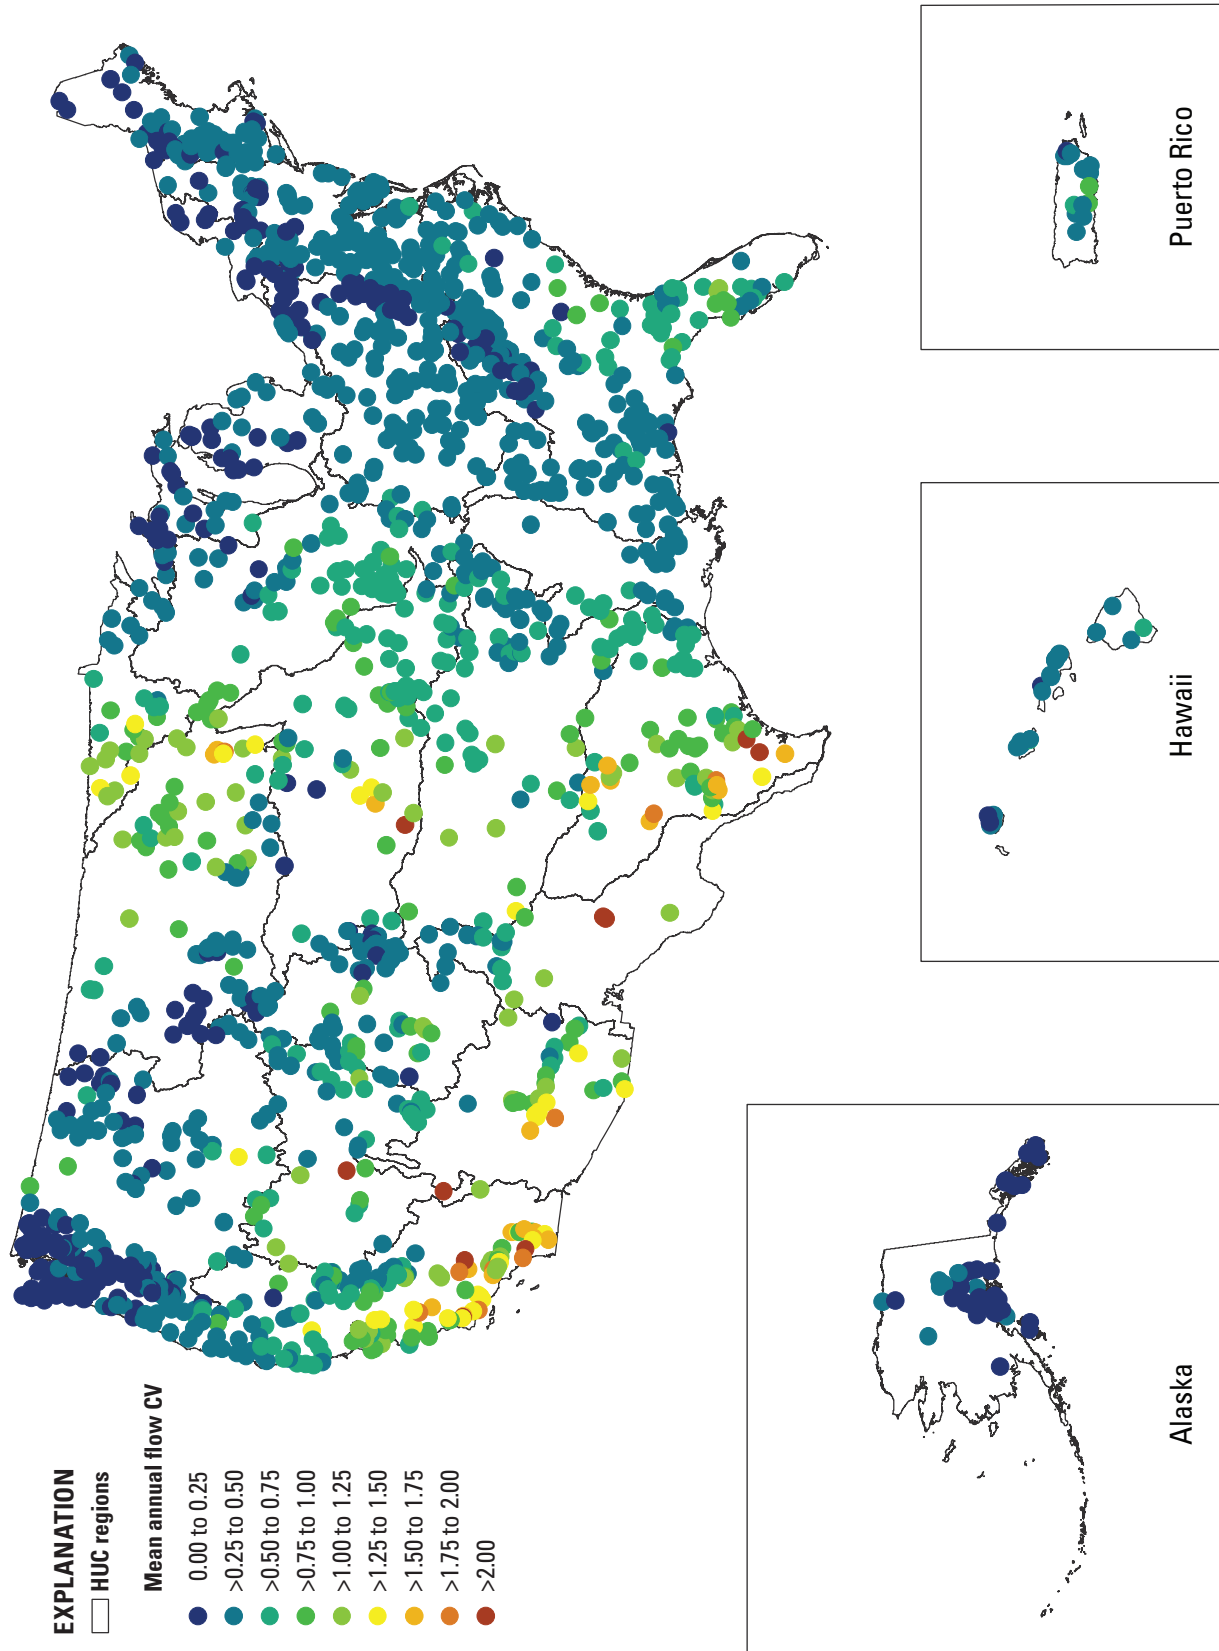 EXPLANATION
HUC regions
Mean annual flow CV
0.00 to 0.25
>0.25 to 0.50
>0.50 to 0.75
>0.75 to 1.00
>1.00 to 1.25
>1.25 to 1.50
>1.50 to 1.75
>1.75 to 2.00
>2.00
Alaska
Hawaii
Puerto Rico